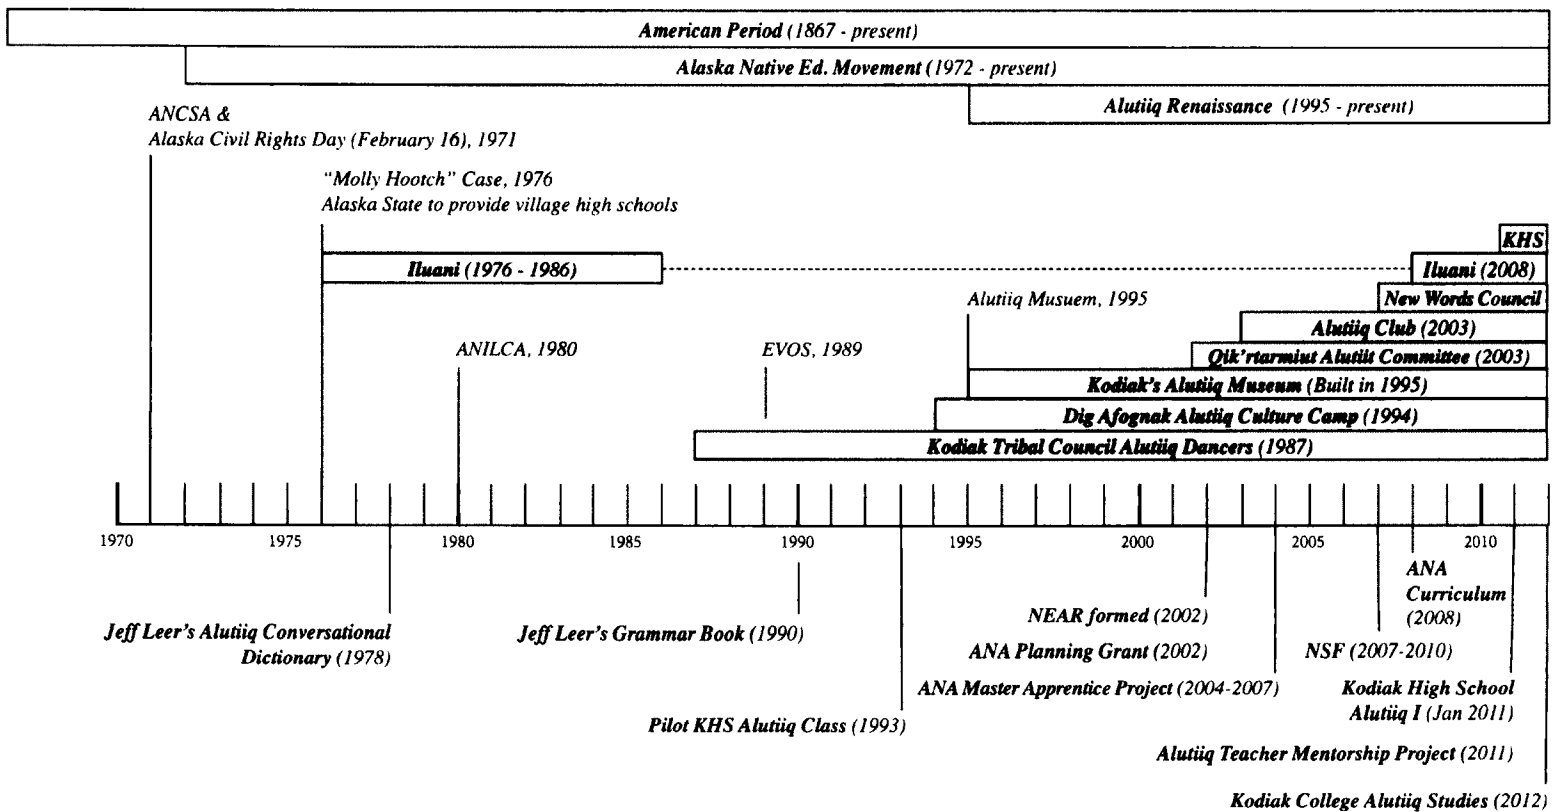 American Period (1867 - present)
Alaska Native Ed. Movement (1972 - present)
Alutiiq Renaissance (1995 - present)
ANCSA &
Alaska Civil Rights Day (February 16), 1971
"Molly Hootch" Case, 1976
Alaska State to provide village high schools
KHS
Iluani (1976 - 1986)
Iluani (2008)
New Words Council
Alutiiq Musuem, 1995
Alutiiq Club (2003)
ANILCA, 1980
EVOS, 1989
Qik'rtarmiut Alutiit Committee (2003)
Kodiak's Alutiiq Museum (Built in 1995)
Dig Afognak Alutiiq Culture Camp (1994)
Kodiak Tribal Council Alutiiq Dancers (1987)
1970 1975 1980 1985 1990 1995 2000 2005 2010
ANA
Curriculum
(2008)
Jeff Leer's Alutiiq Conversational
Dictionary (1978)
Jeff Leer's Grammar Book (1990)
NEAR formed (2002)
ANA Planning Grant (2002)
NSF (2007-2010)
ANA Master Apprentice Project (2004-2007)
Kodiak High School
Alutiiq I (Jan 2011)
Pilot KHS Alutiiq Class (1993)
Alutiiq Teacher Mentorship Project (2011)
Kodiak College Alutiiq Studies (2012)